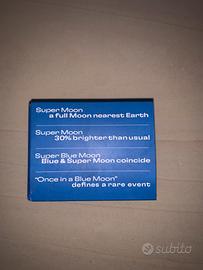 Super Moon
a full Moon nearest Earth
Super Moon
30% brighter than usual
Super Blue Moon
Blue & Super Moon coincide
"Once in a Blue Moon"
defines a rare event
subito